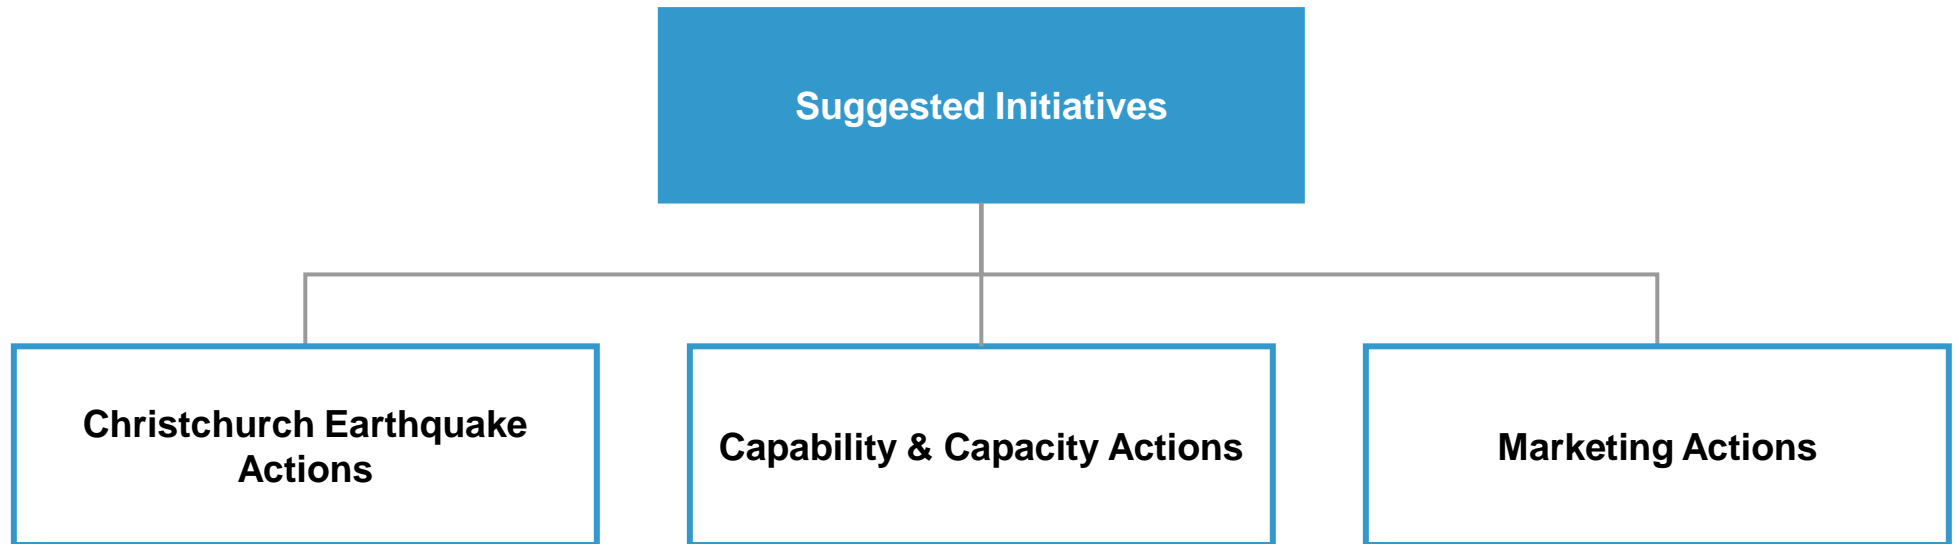 Suggested Initiatives
Christchurch Earthquake
Actions
Capability & Capacity Actions
Marketing Actions